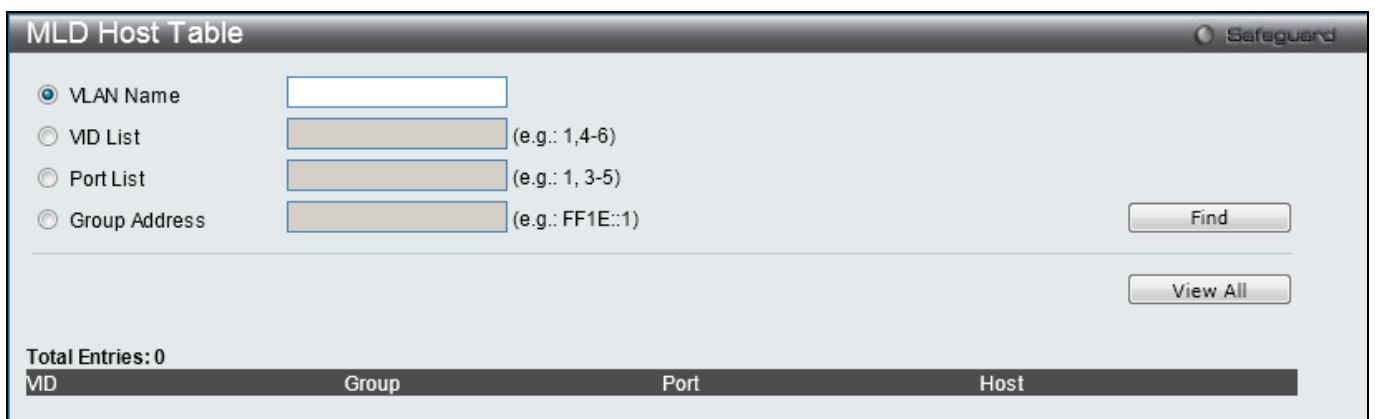 MLD Host Table Safeguard
VLAN Name
VID List (e.g.: 1,4-6)
Port List (e.g.: 1, 3-5)
Group Address (e.g.: FF1E::1) Find
View All
Total Entries: 0
VID Group Port Host